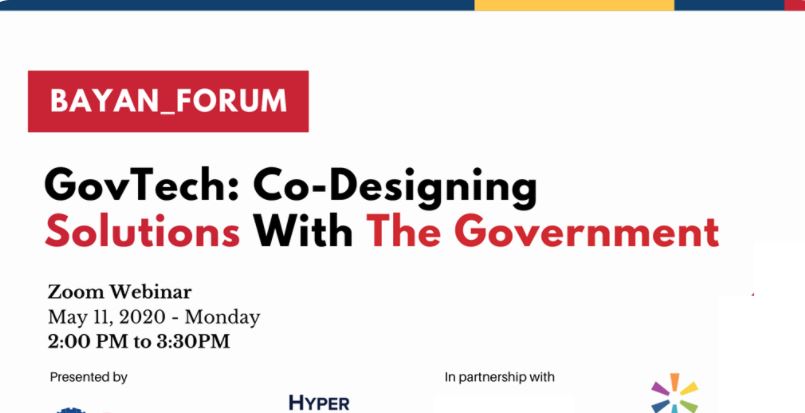 BAYAN_FORUM
GovTech: Co-Designing
Solutions With The Government
Zoom Webinar
May 11, 2020 - Monday
2:00 PM to 3:30PM
Presented by
In partnership with
HYPER